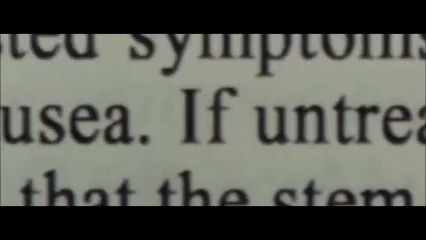 sted symptoms
usea. If untrea
that the stem